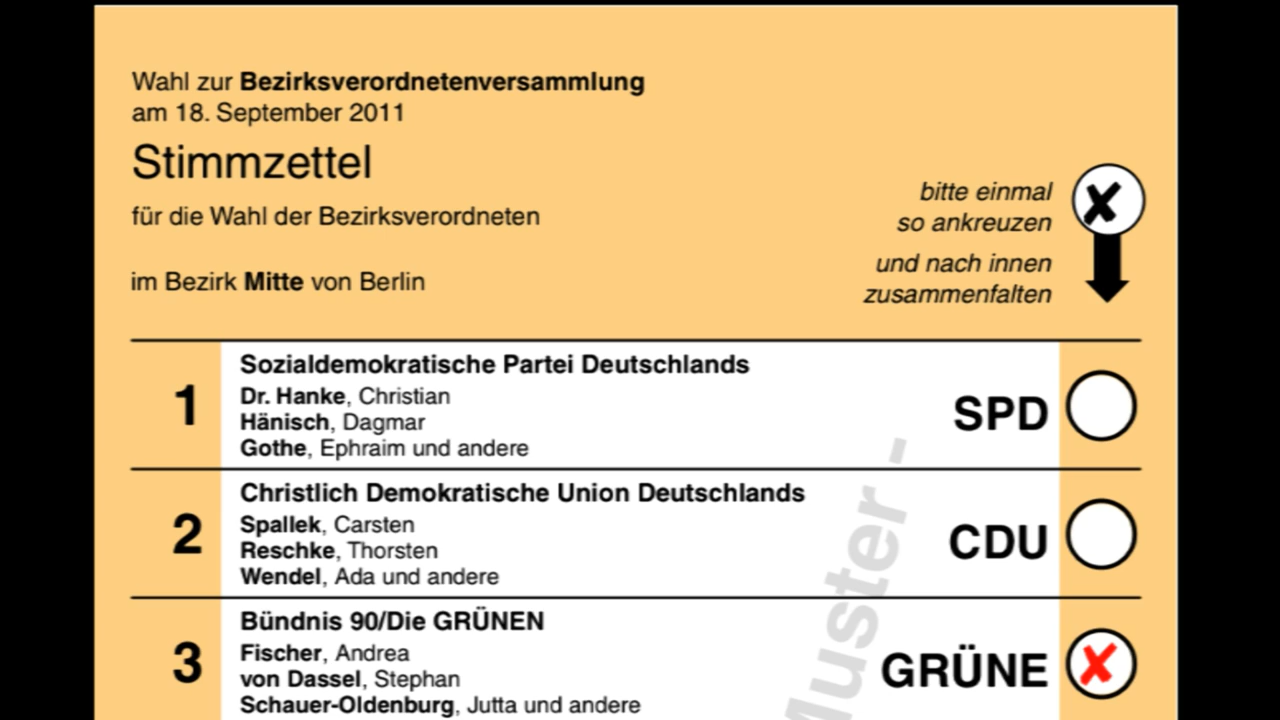 Wahl zur Bezirksverordnetenversammlung
am 18. September 2011
Stimmzettel
für die Wahl der Bezirksverordneten
im Bezirk Mitte von Berlin
bitte einmal
so ankreuzen
und nach innen
zusammenfalten
1
Sozialdemokratische Partei Deutschlands
Dr. Hanke, Christian
Hänisch, Dagmar
Gothe, Ephraim und andere
SPD
2
Christlich Demokratische Union Deutschlands
Spallek, Carsten
Reschke, Thorsten
Wendel, Ada und andere
CDU
3
Bündnis 90/Die GRÜNEN
Fischer, Andrea
von Dassel, Stephan
Schauer-Oldenburg, Jutta und andere
GRÜNE
Muster -